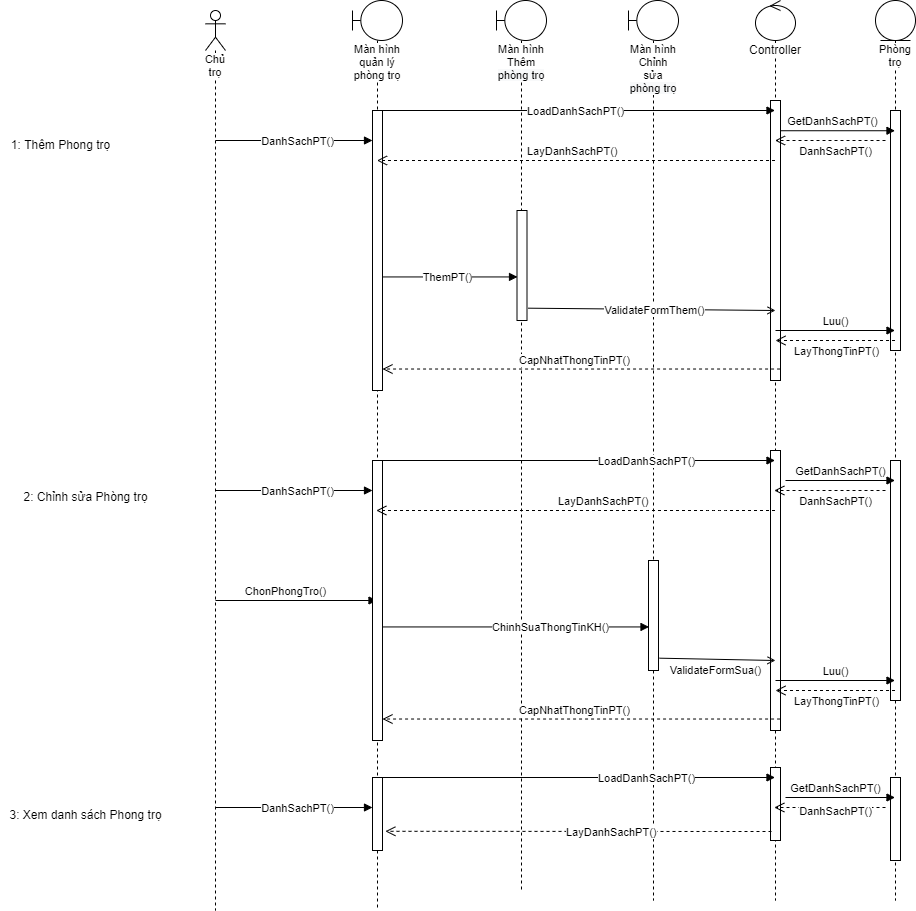 Chủ
trọ
Màn hình
quản lý
phòng trọ
Màn hình
Thêm
phòng trọ
Màn hình
Chỉnh
sửa
phòng trọ
Controller
Phòng
trọ
1: Thêm Phong trọ
LoadDanhSachPT()
GetDanhSachPT()
DanhSachPT()
DanhSachPT()
LayDanhSachPT()
ThemPT()
ValidateFormThem()
Luu()
LayThongTinPT()
CapNhatThongTinPT()
2: Chỉnh sửa Phòng trọ
LoadDanhSachPT()
GetDanhSachPT()
DanhSachPT()
DanhSachPT()
LayDanhSachPT()
ChonPhongTro()
ChinhSuaThongTinKH()
ValidateFormSua()
Luu()
LayThongTinPT()
CapNhatThongTinPT()
3: Xem danh sách Phong trọ
LoadDanhSachPT()
GetDanhSachPT()
DanhSachPT()
DanhSachPT()
LayDanhSachPT()